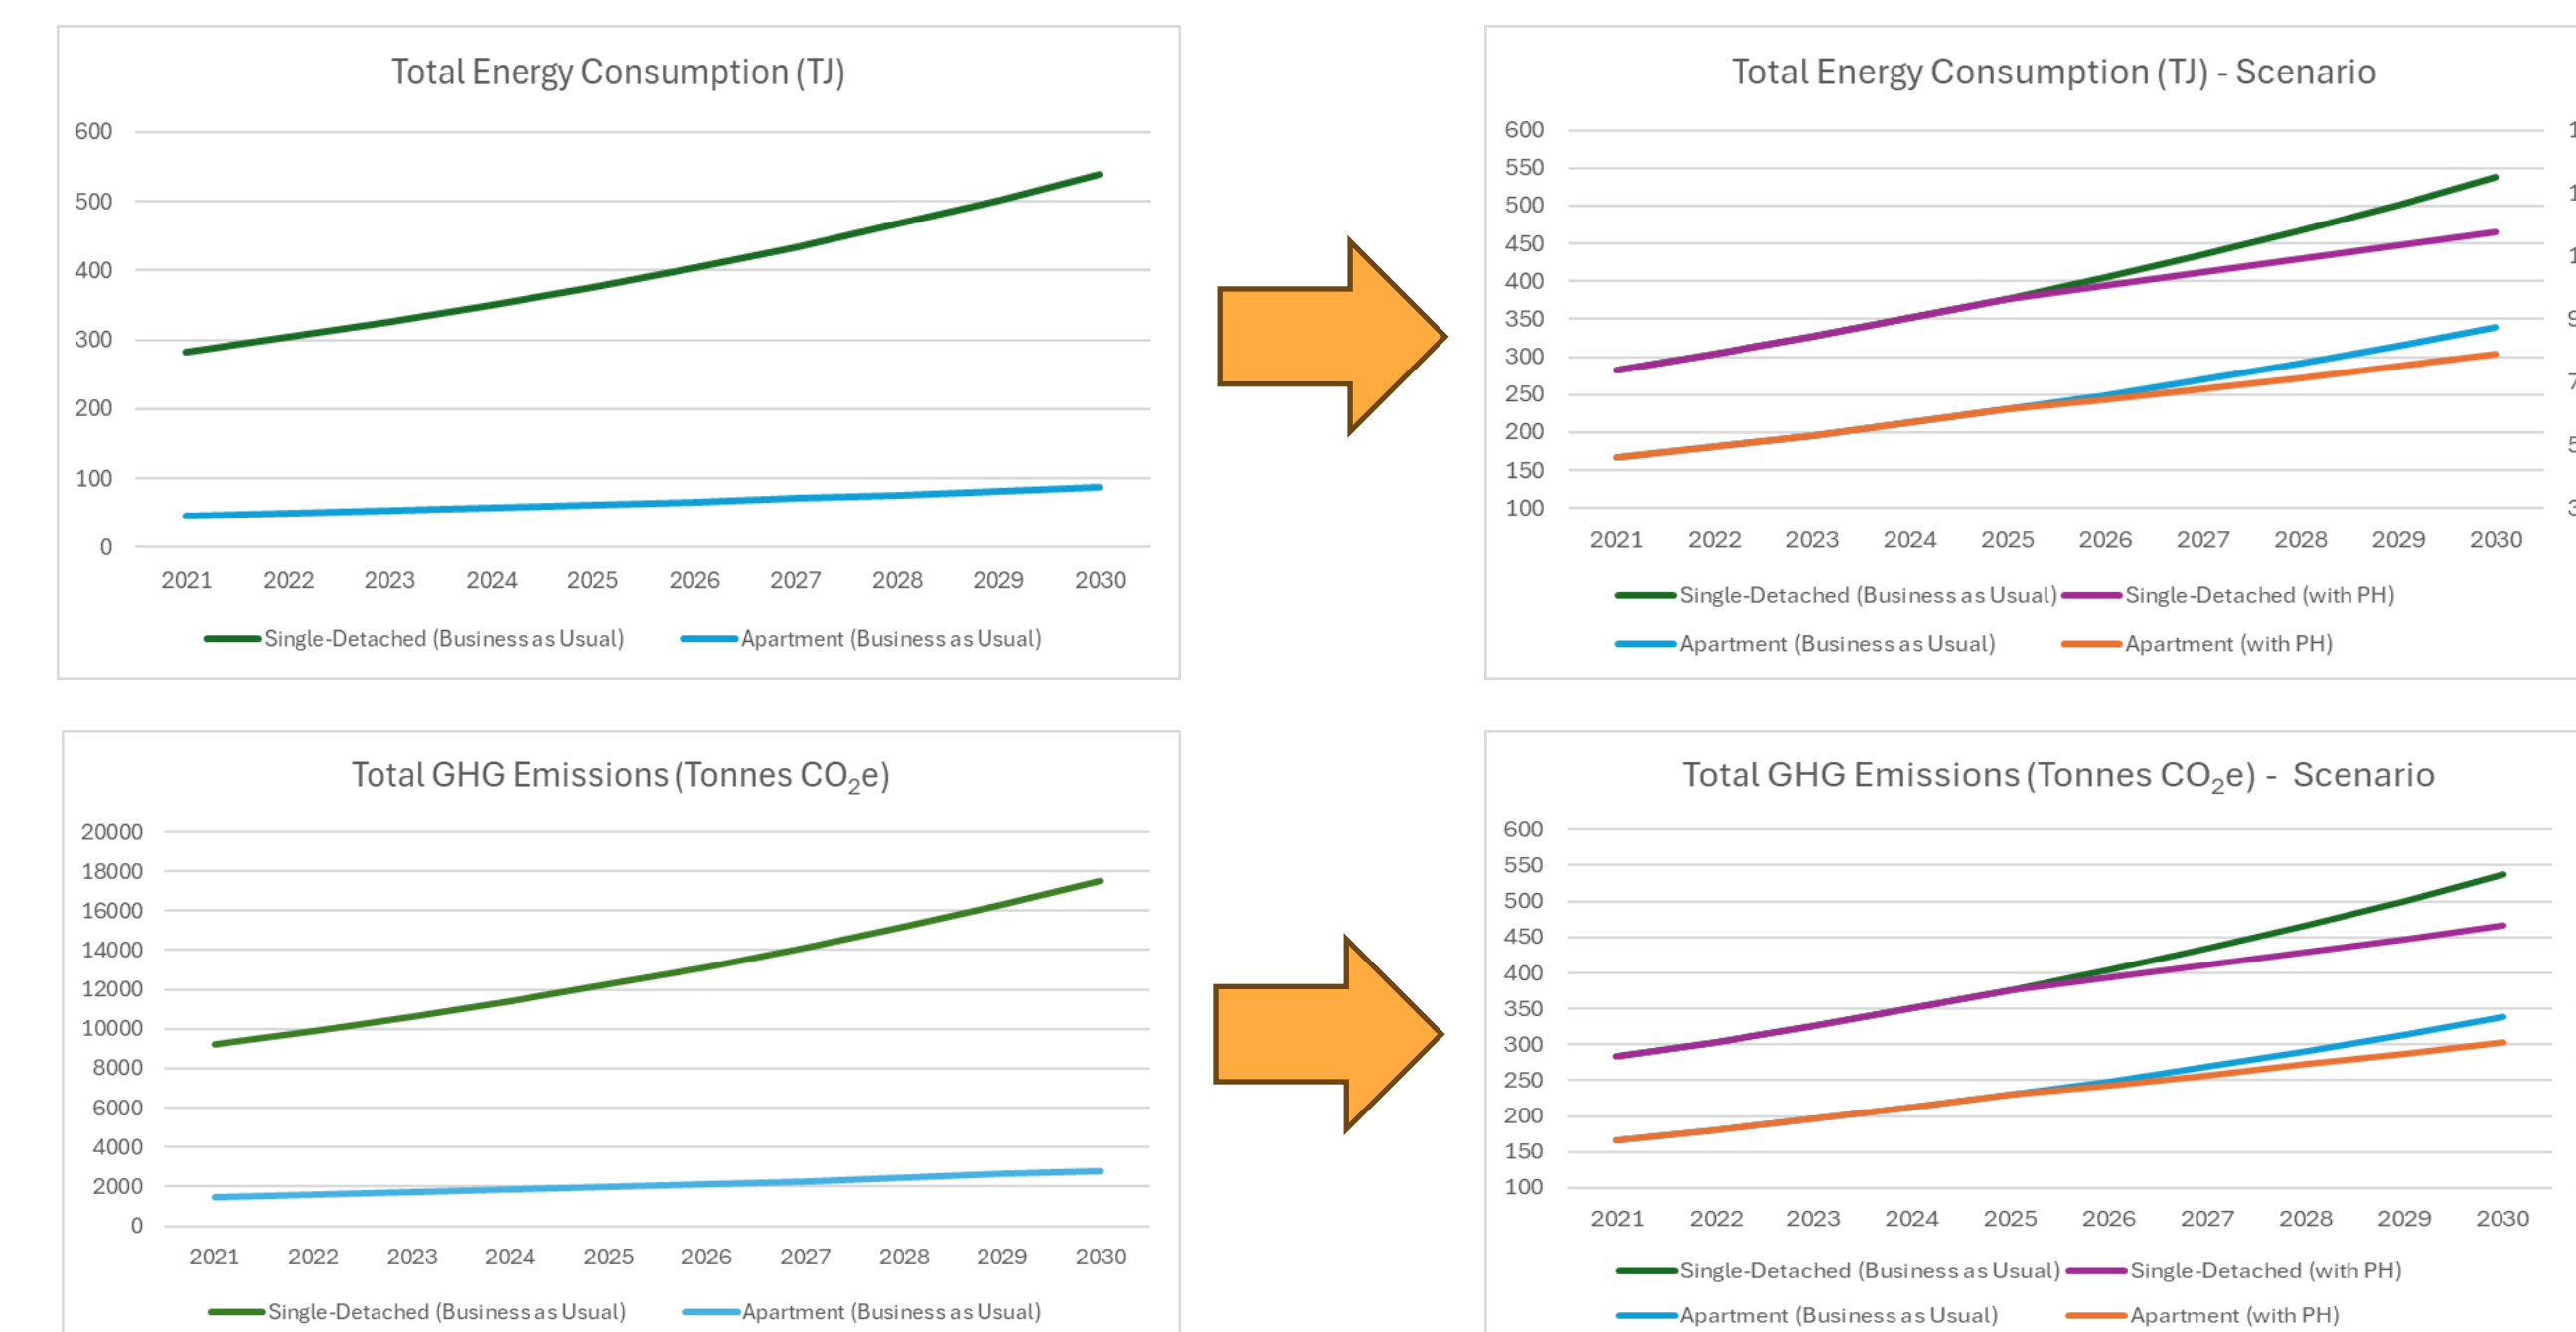 Total Energy Consumption (TJ)
600
500
400
300
200
100
0
2021 2022 2023 2024 2025 2026 2027 2028 2029 2030
Single-Detached (Business as Usual) Apartment (Business as Usual)
Total Energy Consumption (TJ) - Scenario
600
550
500
450
400
350
300
250
200
150
100
2021 2022 2023 2024 2025 2026 2027 2028 2029 2030
Single-Detached (Business as Usual) Single-Detached (with PH)
Apartment (Business as Usual) Apartment (with PH)
Total GHG Emissions (Tonnes CO₂e)
20000
18000
16000
14000
12000
10000
8000
6000
4000
2000
0
2021 2022 2023 2024 2025 2026 2027 2028 2029 2030
Single-Detached (Business as Usual) Apartment (Business as Usual)
Total GHG Emissions (Tonnes CO₂e) - Scenario
600
550
500
450
400
350
300
250
200
150
100
2021 2022 2023 2024 2025 2026 2027 2028 2029 2030
Single-Detached (Business as Usual) Single-Detached (with PH)
Apartment (Business as Usual) Apartment (with PH)